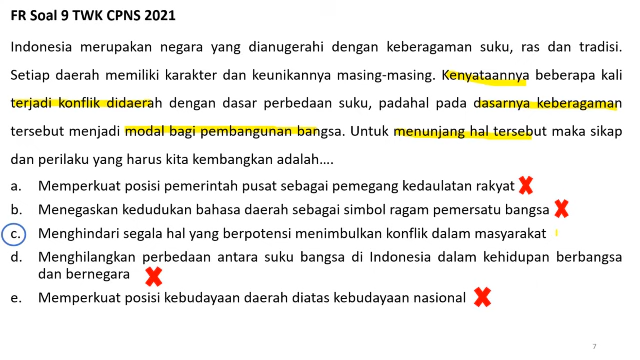 FR Soal 9 TWK CPNS 2021
Indonesia merupakan negara yang dianugerahi dengan keberagaman suku, ras dan tradisi.
Setiap daerah memiliki karakter dan keunikannya masing-masing. Kenyataannya beberapa kali
terjadi konflik didaerah dengan dasar perbedaan suku, padahal pada dasarnya keberagaman
tersebut menjadi modal bagi pembangunan bangsa. Untuk menunjang hal tersebut maka sikap
dan perilaku yang harus kita kembangkan adalah....
a. Memperkuat posisi pemerintah pusat sebagai pemegang kedaulatan rakyat
b. Menegaskan kedudukan bahasa daerah sebagai simbol ragam pemersatu bangsa
c. Menghindari segala hal yang berpotensi menimbulkan konflik dalam masyarakat
d. Menghilangkan perbedaan antara suku bangsa di Indonesia dalam kehidupan berbangsa
dan bernegara
e. Memperkuat posisi kebudayaan daerah diatas kebudayaan nasional
7